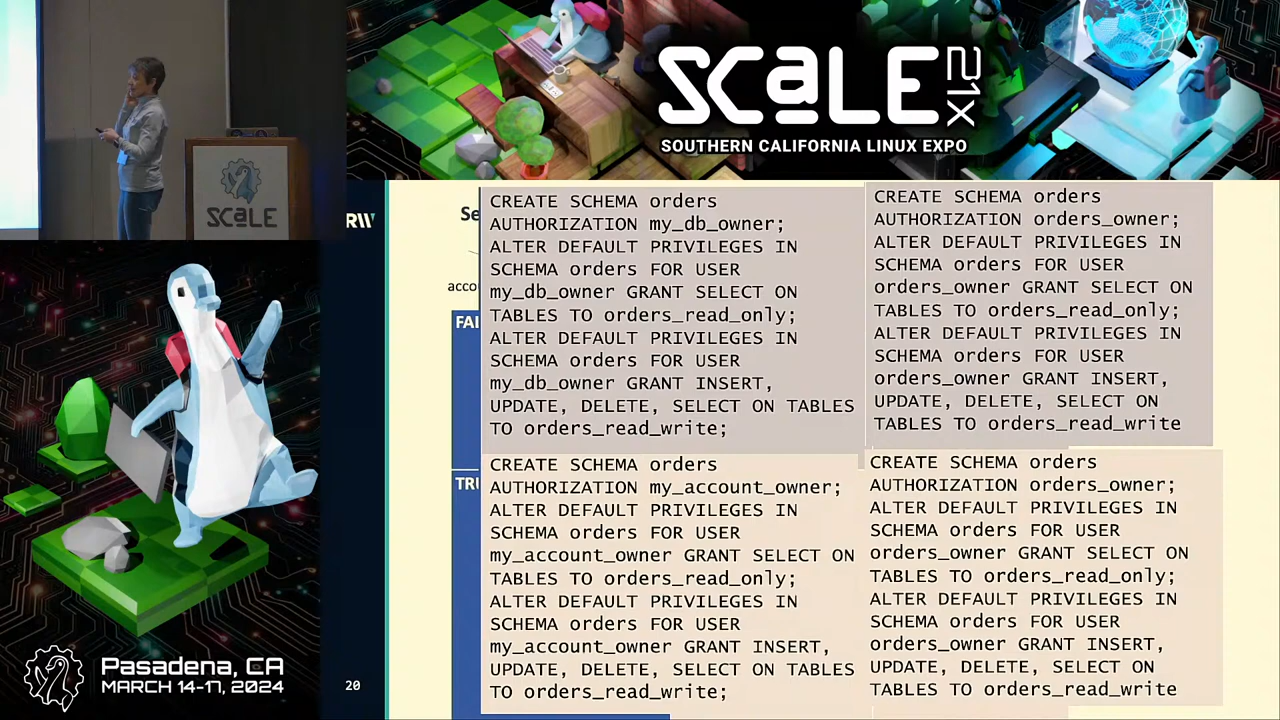 SCaLE 21X
SOUTHERN CALIFORNIA LINUX EXPO
SCaLE
RW
Se
accou
FAL
TRU
CREATE SCHEMA orders
AUTHORIZATION my_db_owner;
ALTER DEFAULT PRIVILEGES IN
SCHEMA orders FOR USER
my_db_owner GRANT SELECT ON
TABLES TO orders_read_only;
ALTER DEFAULT PRIVILEGES IN
SCHEMA orders FOR USER
my_db_owner GRANT INSERT,
UPDATE, DELETE, SELECT ON TABLES
TO orders_read_write;
CREATE SCHEMA orders
AUTHORIZATION orders_owner;
ALTER DEFAULT PRIVILEGES IN
SCHEMA orders FOR USER
orders_owner GRANT SELECT ON
TABLES TO orders_read_only;
ALTER DEFAULT PRIVILEGES IN
SCHEMA orders FOR USER
orders_owner GRANT INSERT,
UPDATE, DELETE, SELECT ON
TABLES TO orders_read_write
CREATE SCHEMA orders
AUTHORIZATION my_account_owner;
ALTER DEFAULT PRIVILEGES IN
SCHEMA orders FOR USER
my_account_owner GRANT SELECT ON
TABLES TO orders_read_only;
ALTER DEFAULT PRIVILEGES IN
SCHEMA orders FOR USER
my_account_owner GRANT INSERT,
UPDATE, DELETE, SELECT ON TABLES
TO orders_read_write;
CREATE SCHEMA orders
AUTHORIZATION orders_owner;
ALTER DEFAULT PRIVILEGES IN
SCHEMA orders FOR USER
orders_owner GRANT SELECT ON
TABLES TO orders_read_only;
ALTER DEFAULT PRIVILEGES IN
SCHEMA orders FOR USER
orders_owner GRANT INSERT,
UPDATE, DELETE, SELECT ON
TABLES TO orders_read_write
Pasadena, CA
MARCH 14-17, 2024
20